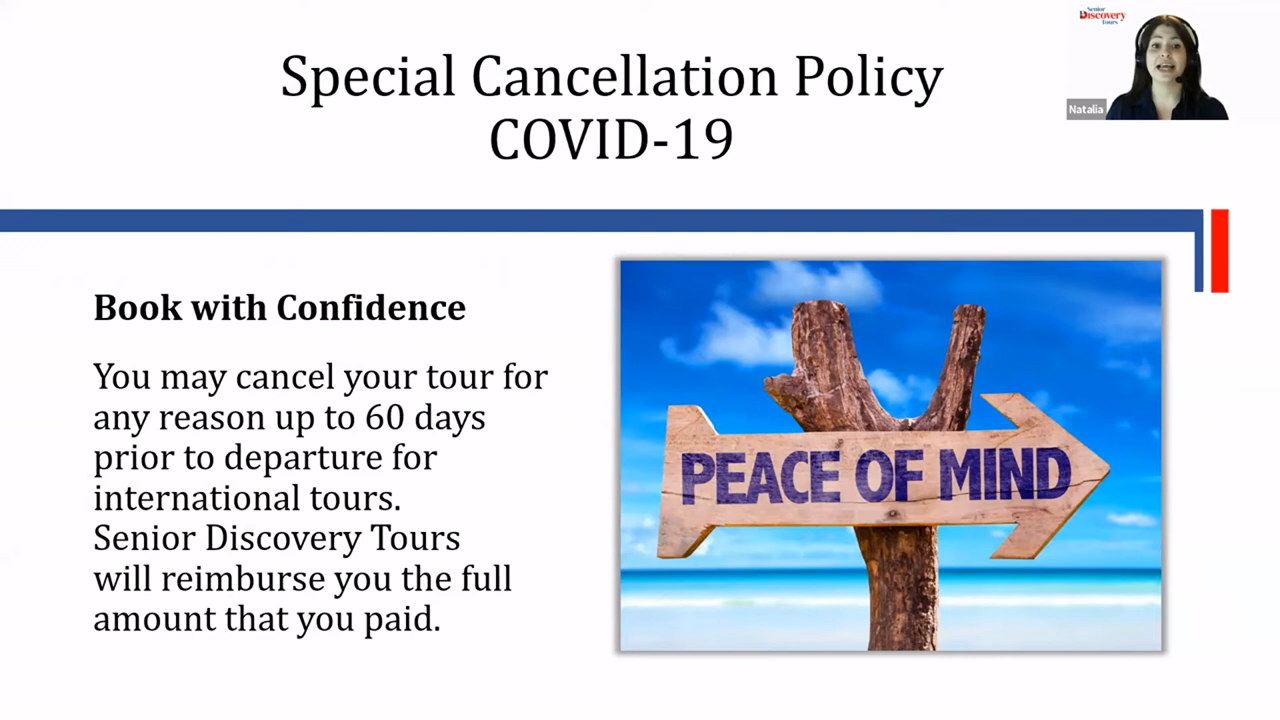 Special Cancellation Policy
COVID-19
Senior
Discovery
Tours
Natalia
Book with Confidence
You may cancel your tour for
any reason up to 60 days
prior to departure for
international tours.
Senior Discovery Tours
will reimburse you the full
amount that you paid.
PEACE OF MIND